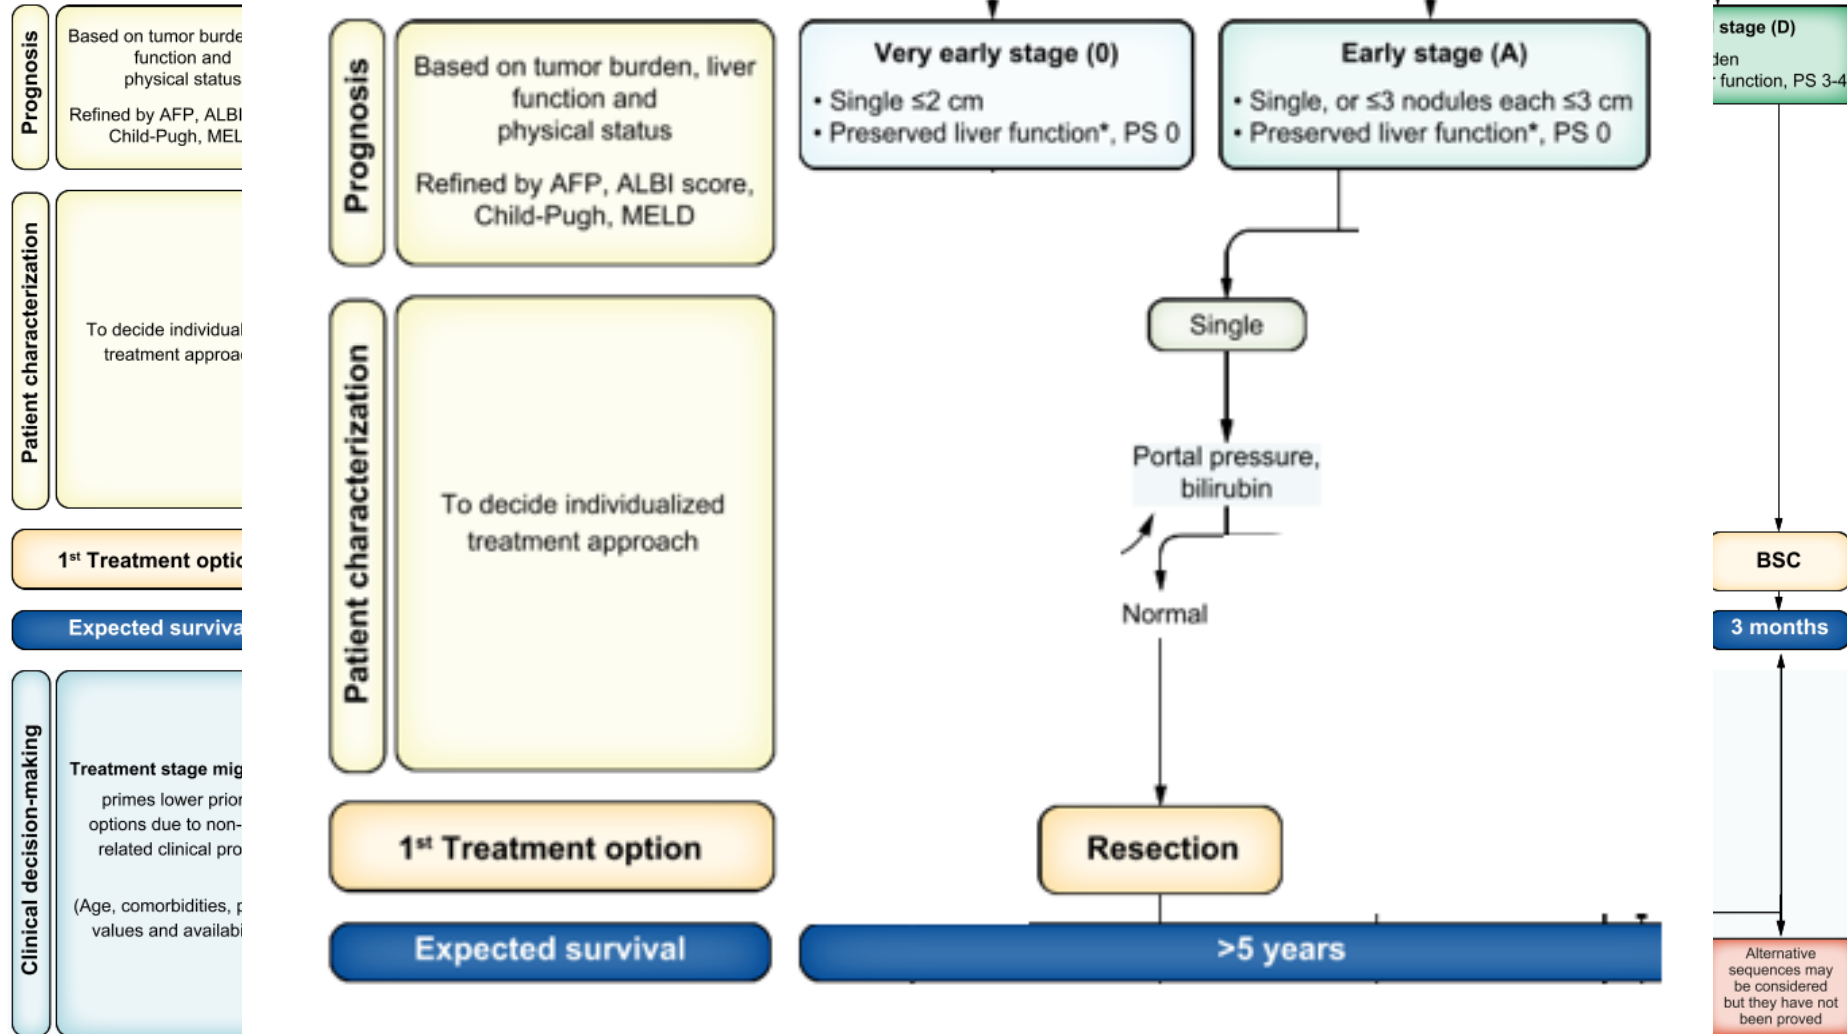 Prognosis
Based on tumor burde
function and
physical status
Refined by AFP, ALBI
Child-Pugh, MEL
Patient characterization
To decide individual
treatment approa
1st Treatment optio
Expected surviva
Clinical decision-making
Treatment stage mig
primes lower prior
options due to non-
related clinical pro
(Age, comorbidities, p
values and availabi
Prognosis
Based on tumor burden, liver
function and
physical status
Refined by AFP, ALBI score,
Child-Pugh, MELD
Very early stage (0)
• Single ≤2 cm
• Preserved liver function*, PS 0
Early stage (A)
• Single, or ≤3 nodules each ≤3 cm
• Preserved liver function*, PS 0
Patient characterization
To decide individualized
treatment approach
Single
Portal pressure,
bilirubin
Normal
1st Treatment option
Resection
Expected survival
>5 years
stage (D)
den
r function, PS 3-4
BSC
3 months
Alternative
sequences may
be considered
but they have not
been proved